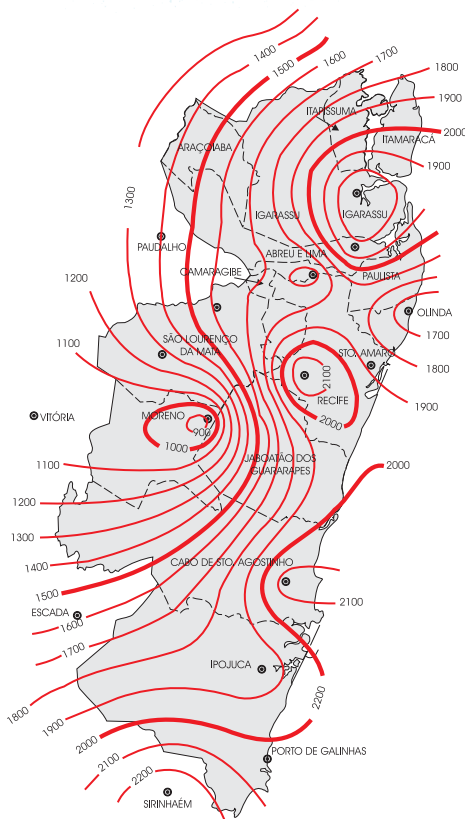 1400
1500
1600
1700
1800
1900
2000
ITAPISSUMA
ITAMARACÁ
ARAÇOIABA
1900
1300
IGARASSU
IGARASSU
PAUDALHO
ABREU E LIMA
CAMARAGIBE
PAULISTA
1200
OLINDA
1700
1100
SÃO LOURENÇO
DA MATA
STO. AMARO
1800
2100
RECIFE
1900
2000
VITÓRIA
MORENO
900
1000
JABOATÃO DOS
GUARARAPES
2000
1100
1200
1300
1400
CABO DE STO. AGOSTINHO
1500
2100
ESCADA
1600
1700
IPOJUCA
2200
1800
1900
2000
2100
PORTO DE GALINHAS
2200
SIRINHAÉM